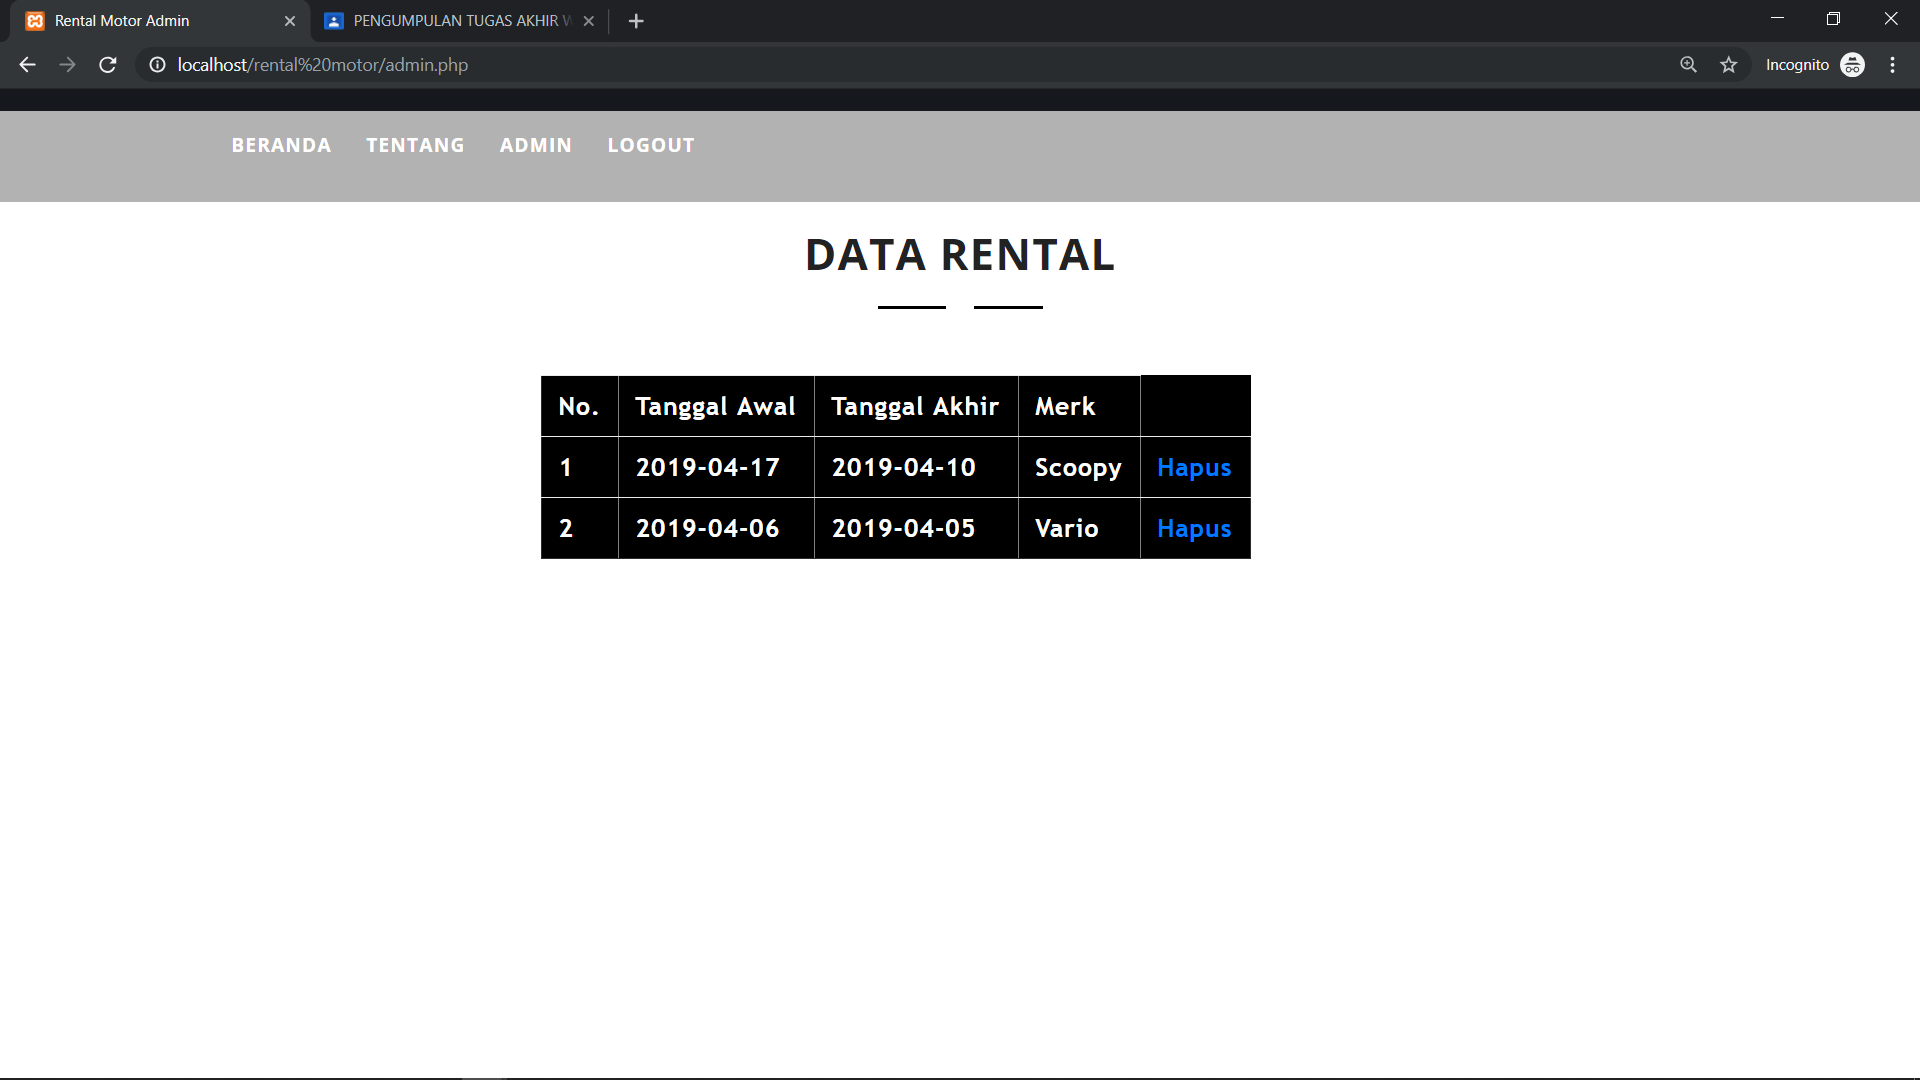 Rental Motor Admin
PENGUMPULAN TUGAS AKHIR
localhost/rental%20motor/admin.php
Incognito
BERANDA TENTANG ADMIN LOGOUT
DATA RENTAL
No. Tanggal Awal Tanggal Akhir Merk
1 2019-04-17 2019-04-10 Scoopy Hapus
2 2019-04-06 2019-04-05 Vario Hapus